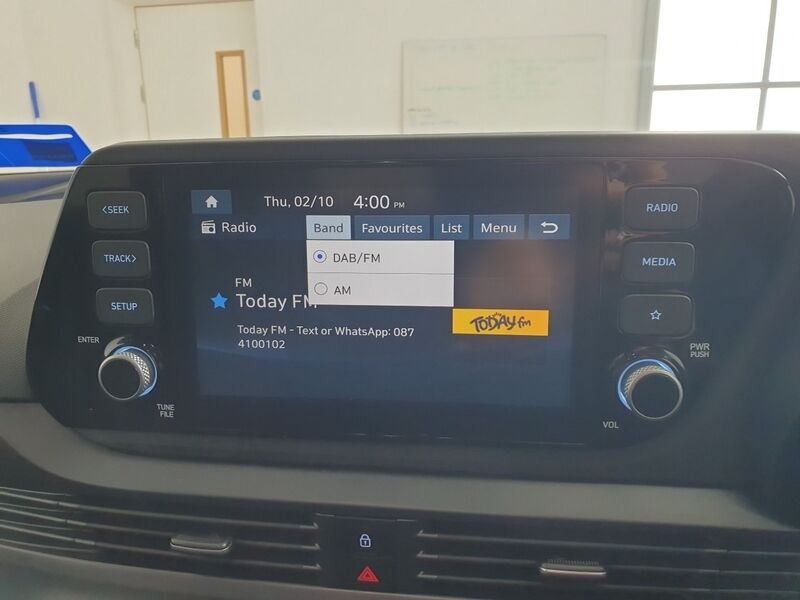 <SEEK
TRACK>
SETUP
ENTER
TUNE
FILE
Thu, 02/10 4:00 PM
Radio
Band Favourites List Menu
DAB/FM
AM
FM
Today FM
Today FM - Text or WhatsApp: 087
4100102
TODAY fm
RADIO
MEDIA
PWR
PUSH
VOL